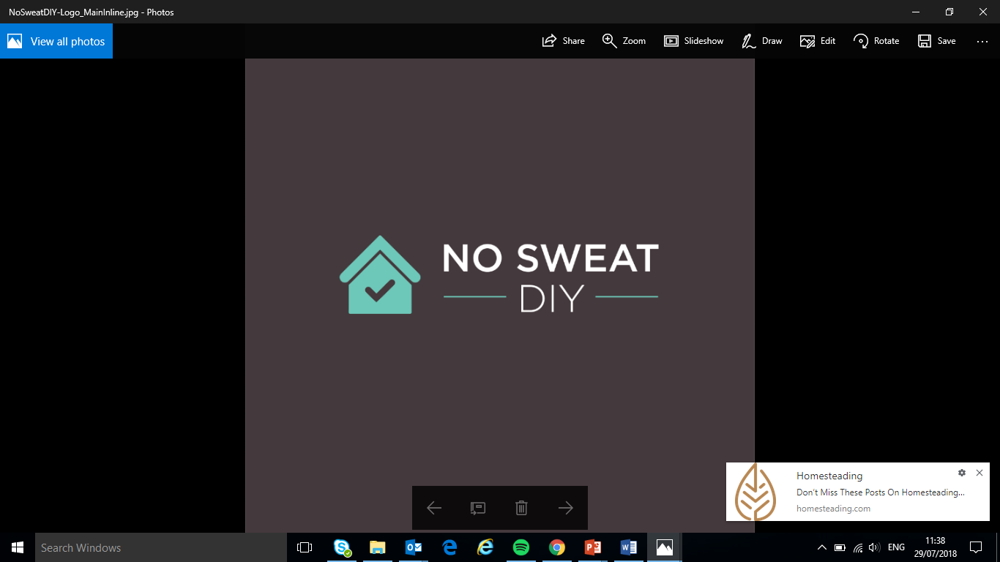 NoSweatDIY-Logo_MainInline.jpg - Photos
View all photos
Share Zoom Slideshow Draw Edit Rotate Save
NO SWEAT
DIY
Homesteading
Don't Miss These Posts On Homesteading...
homesteading.com
Search Windows
ENG
11:38
29/07/2018